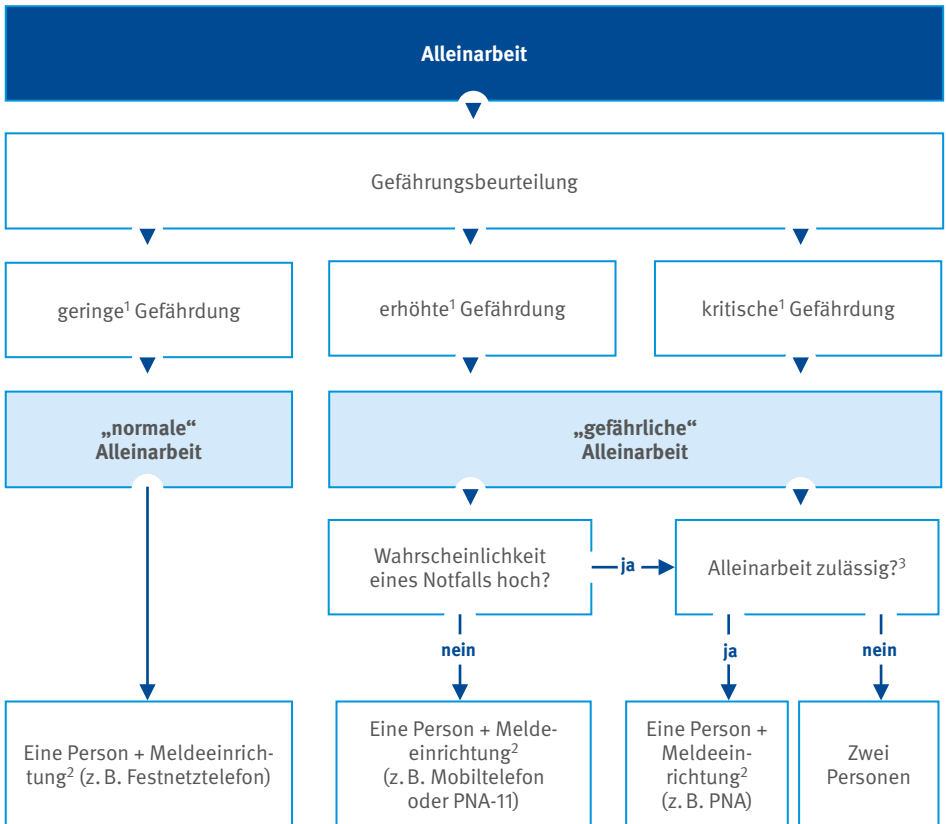 Alleinarbeit
Gefährungsbeurteilung
geringe¹ Gefährdung
erhöhte¹ Gefährdung
kritische¹ Gefährdung
„normale“
Alleinarbeit
„gefährliche“
Alleinarbeit
Wahrscheinlichkeit
eines Notfalls hoch?
ja
Alleinarbeit zulässig?³
nein
ja
nein
Eine Person + Meldeeinrich-
tung² (z. B. Festnetztelefon)
Eine Person + Melde-
einrichtung²
(z. B. Mobiltelefon
oder PNA-11)
Eine Person +
Meldeein-
richtung²
(z. B. PNA)
Zwei
Personen